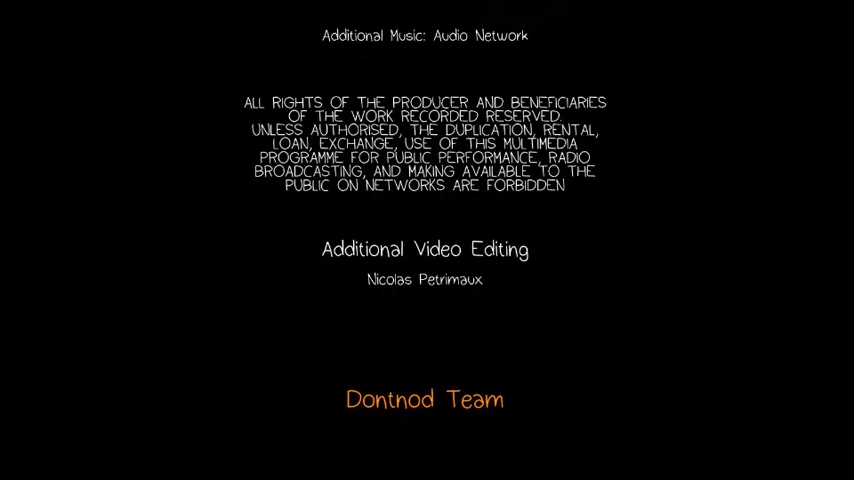 Additional Music: Audio Network
ALL RIGHTS OF THE PRODUCER AND BENEFICIARIES
OF THE WORK RECORDED RESERVED.
UNLESS AUTHORISED, THE DUPLICATION, RENTAL,
LOAN, EXCHANGE, USE OF THIS MULTIMEDIA
PROGRAMME FOR PUBLIC PERFORMANCE, RADIO
BROADCASTING, AND MAKING AVAILABLE TO THE
PUBLIC ON NETWORKS ARE FORBIDDEN
Additional Video Editing
Nicolas Petrimaux
Dontnod Team